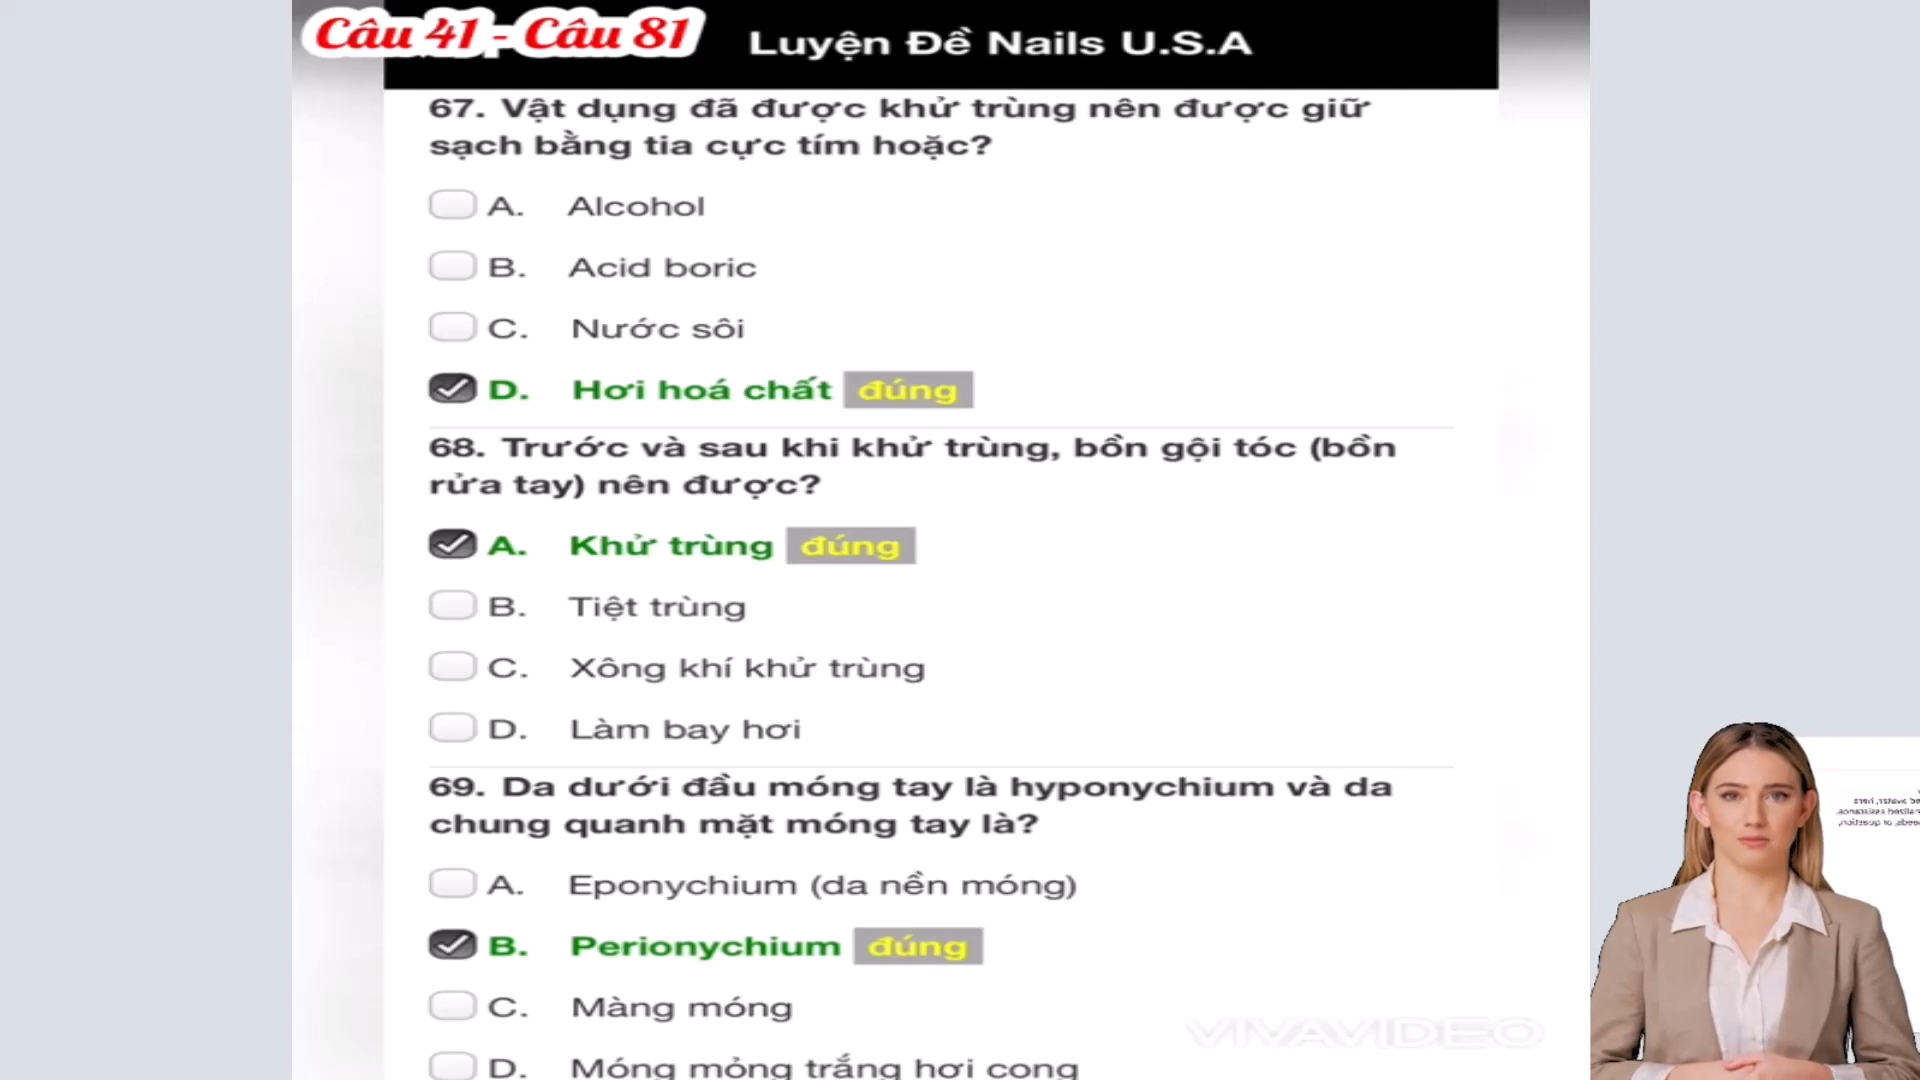 Câu 41 - Câu 81
Luyện Đề Nails U.S.A
67. Vật dụng đã được khử trùng nên được giữ
sạch bằng tia cực tím hoặc?
A. Alcohol
B. Acid boric
C. Nước sôi
D. Hơi hoá chất đúng
68. Trước và sau khi khử trùng, bồn gội tóc (bồn
rửa tay) nên được?
A. Khử trùng đúng
B. Tiệt trùng
C. Xông khí khử trùng
D. Làm bay hơi
69. Da dưới đầu móng tay là hyponychium và da
chung quanh mặt móng tay là?
A. Eponychium (da nền móng)
B. Perionychium đúng
C. Màng móng
D. Móng mỏng trắng hơi cong
VIVAVIDEO